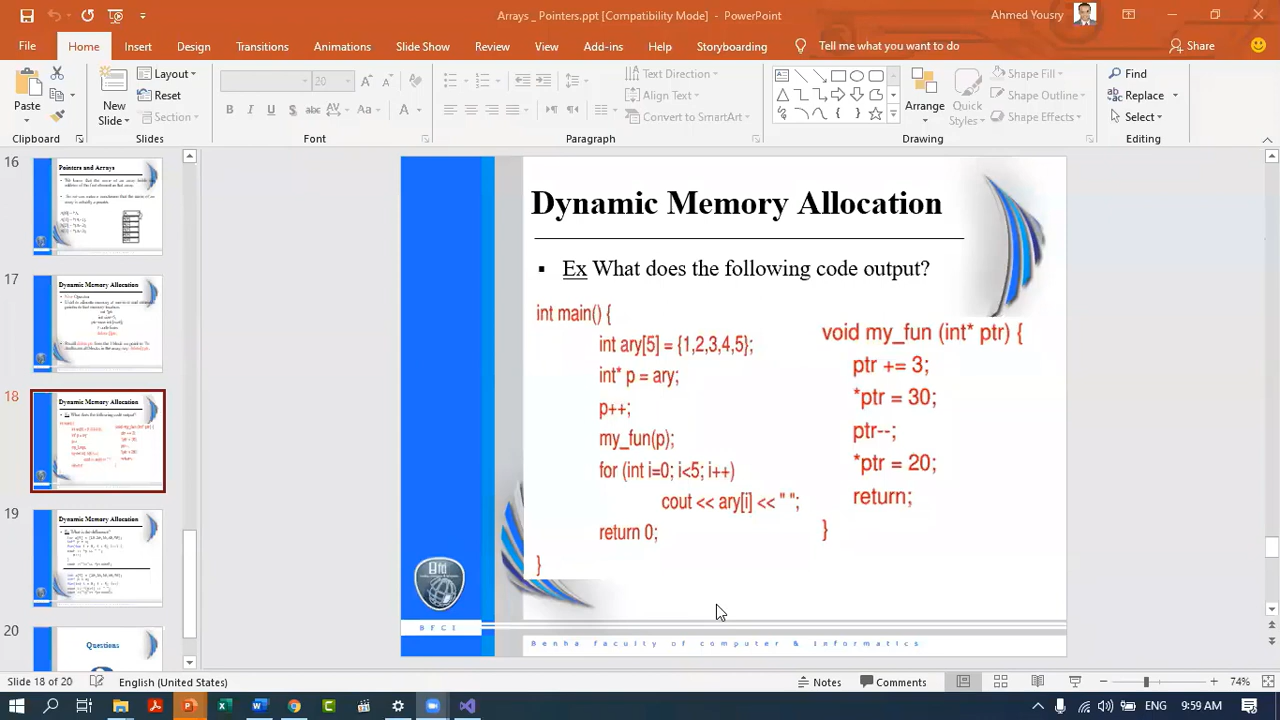 Arrays _ Pointers.ppt [Compatibility Mode] - PowerPoint
Ahmed Yousry
File Home Insert Design Transitions Animations Slide Show Review View Add-ins Help Storyboarding Tell me what you want to do Share
Paste
Clipboard
New Slide
Layout
Reset
Section
Slides
20
Font
Text Direction
Align Text
Convert to SmartArt
Paragraph
Arrange
Quick Styles
Shape Fill
Shape Outline
Shape Effects
Drawing
Find
Replace
Select
Editing
16
Pointers and Arrays
17
Dynamic Memory Allocation
18
Dynamic Memory Allocation
19
Dynamic Memory Allocation
20
Questions
Dynamic Memory Allocation
▪ Ex What does the following code output?
int main() {
int ary[5] = {1,2,3,4,5};
int* p = ary;
p++;
my_fun(p);
for (int i=0; i<5; i++)
cout << ary[i] << " ";
return 0;
}
void my_fun (int* ptr) {
ptr += 3;
*ptr = 30;
ptr--;
*ptr = 20;
return;
}
BFCI
Benha faculty of computer & Informatics
Slide 18 of 20
English (United States)
Notes
Comments
74%
9:59 AM